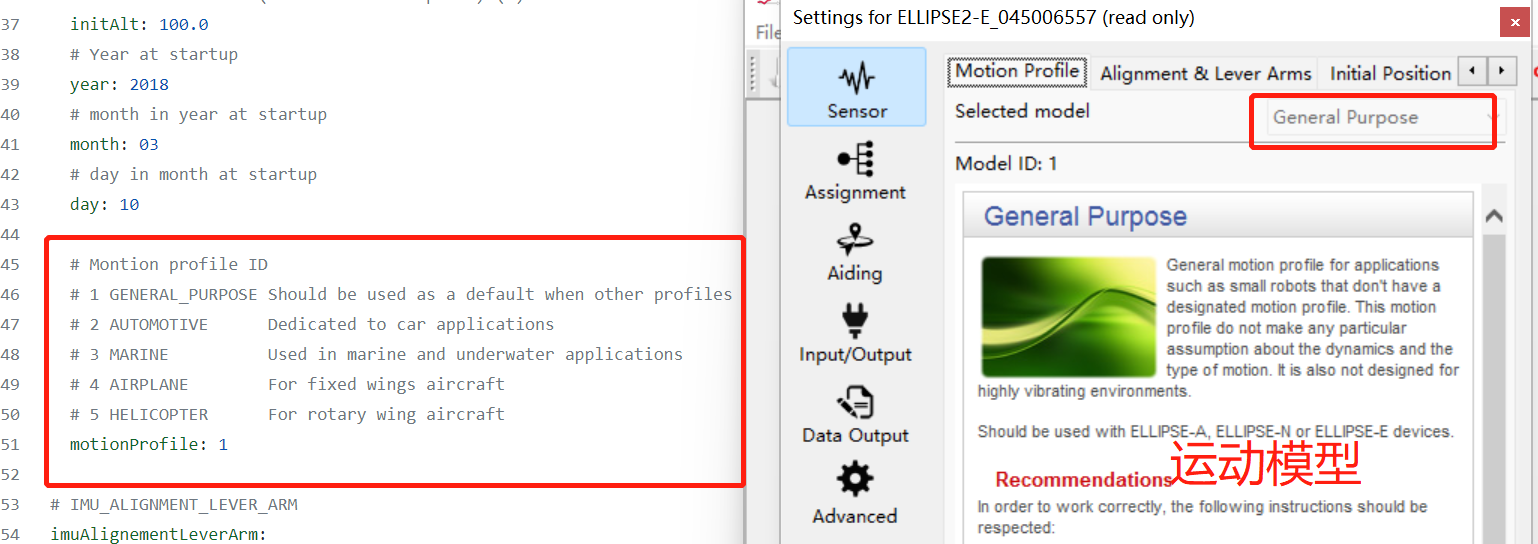 37 initAlt: 100.0
38 # Year at startup
39 year: 2018
40 # month in year at startup
41 month: 03
42 # day in month at startup
43 day: 10
44
45 # Montion profile ID
46 # 1 GENERAL_PURPOSE Should be used as a default when other profiles
47 # 2 AUTOMOTIVE Dedicated to car applications
48 # 3 MARINE Used in marine and underwater applications
49 # 4 AIRPLANE For fixed wings aircraft
50 # 5 HELICOPTER For rotary wing aircraft
51 motionProfile: 1
52
53 # IMU_ALIGNMENT_LEVER_ARM
54 imuAlignementLeverArm:
File
Settings for ELLIPSE2-E_045006557 (read only)
Sensor
Assignment
Aiding
Input/Output
Data Output
Advanced
Motion Profile Alignment & Lever Arms Initial Position
Selected model General Purpose
Model ID: 1
General Purpose
General motion profile for applications
such as small robots that don't have a
designated motion profile. This motion
profile do not make any particular
assumption about the dynamics and the
type of motion. It is also not designed for
highly vibrating environments.
Should be used with ELLIPSE-A, ELLIPSE-N or ELLIPSE-E devices.
运动模型
Recommendations
In order to work correctly, the following instructions should be
respected: